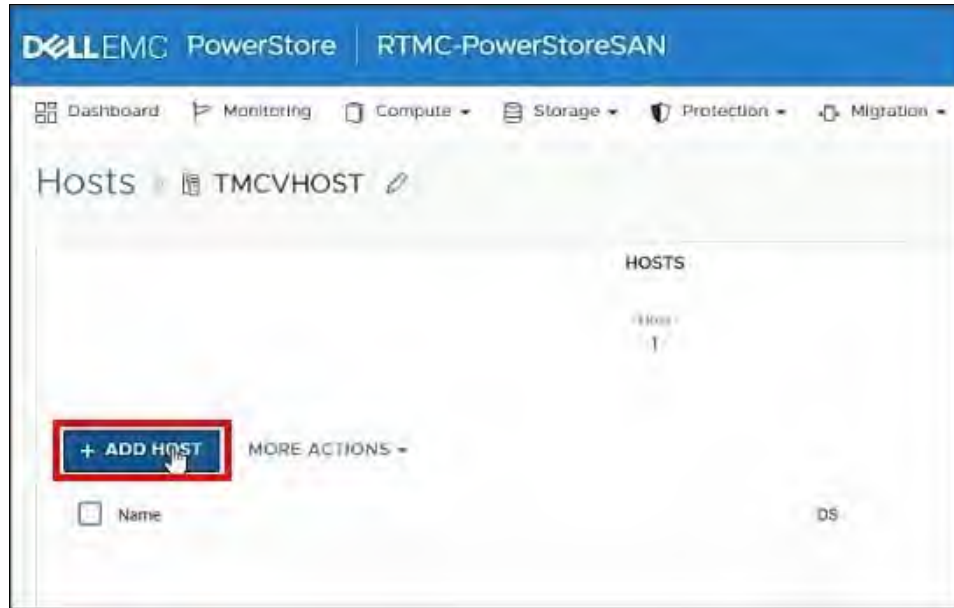 DELLEMC PowerStore RTMC-PowerStoreSAN
Dashboard Monitoring Compute Storage Protection Migration
Hosts TMCVHOST
HOSTS
1
+ ADD HOST MORE ACTIONS
Name OS